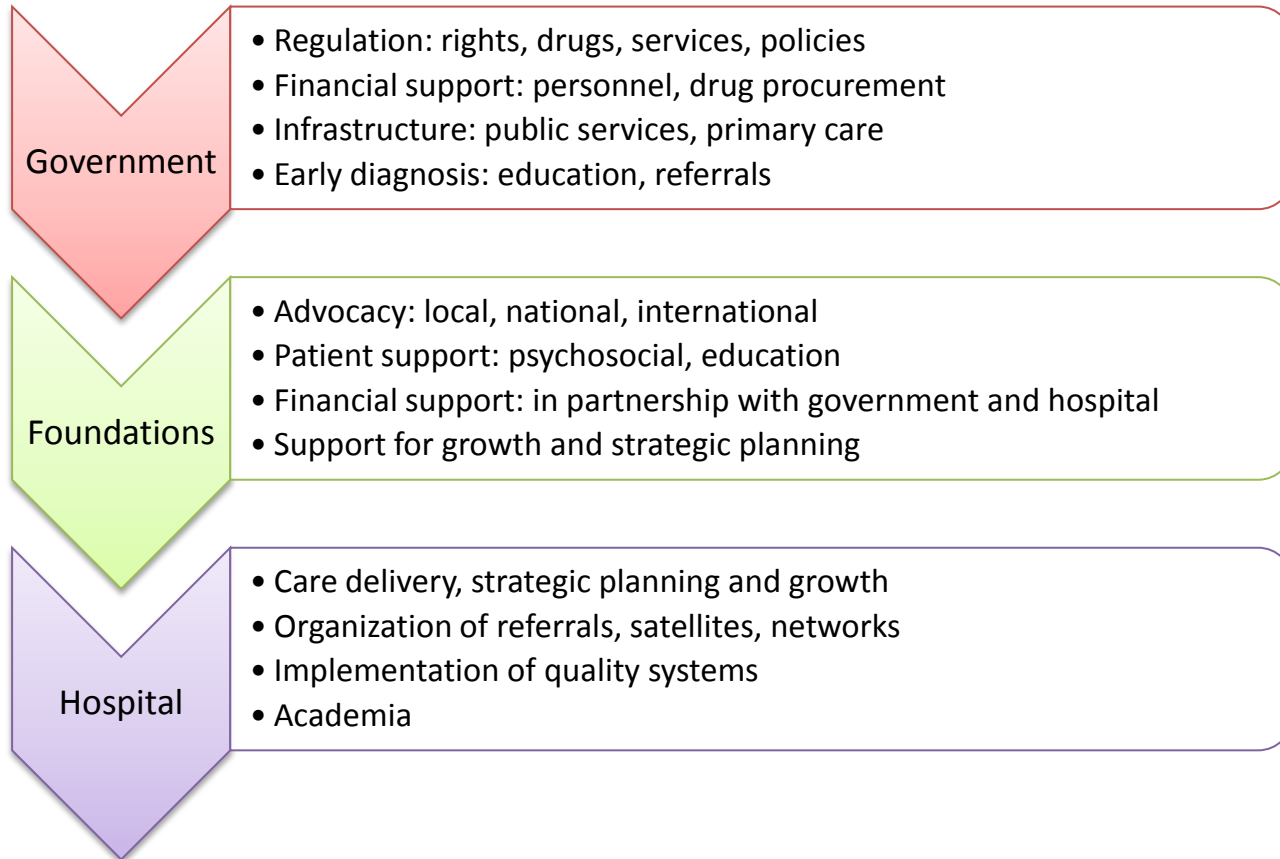 Government
• Regulation: rights, drugs, services, policies
• Financial support: personnel, drug procurement
• Infrastructure: public services, primary care
• Early diagnosis: education, referrals
Foundations
• Advocacy: local, national, international
• Patient support: psychosocial, education
• Financial support: in partnership with government and hospital
• Support for growth and strategic planning
Hospital
• Care delivery, strategic planning and growth
• Organization of referrals, satellites, networks
• Implementation of quality systems
• Academia